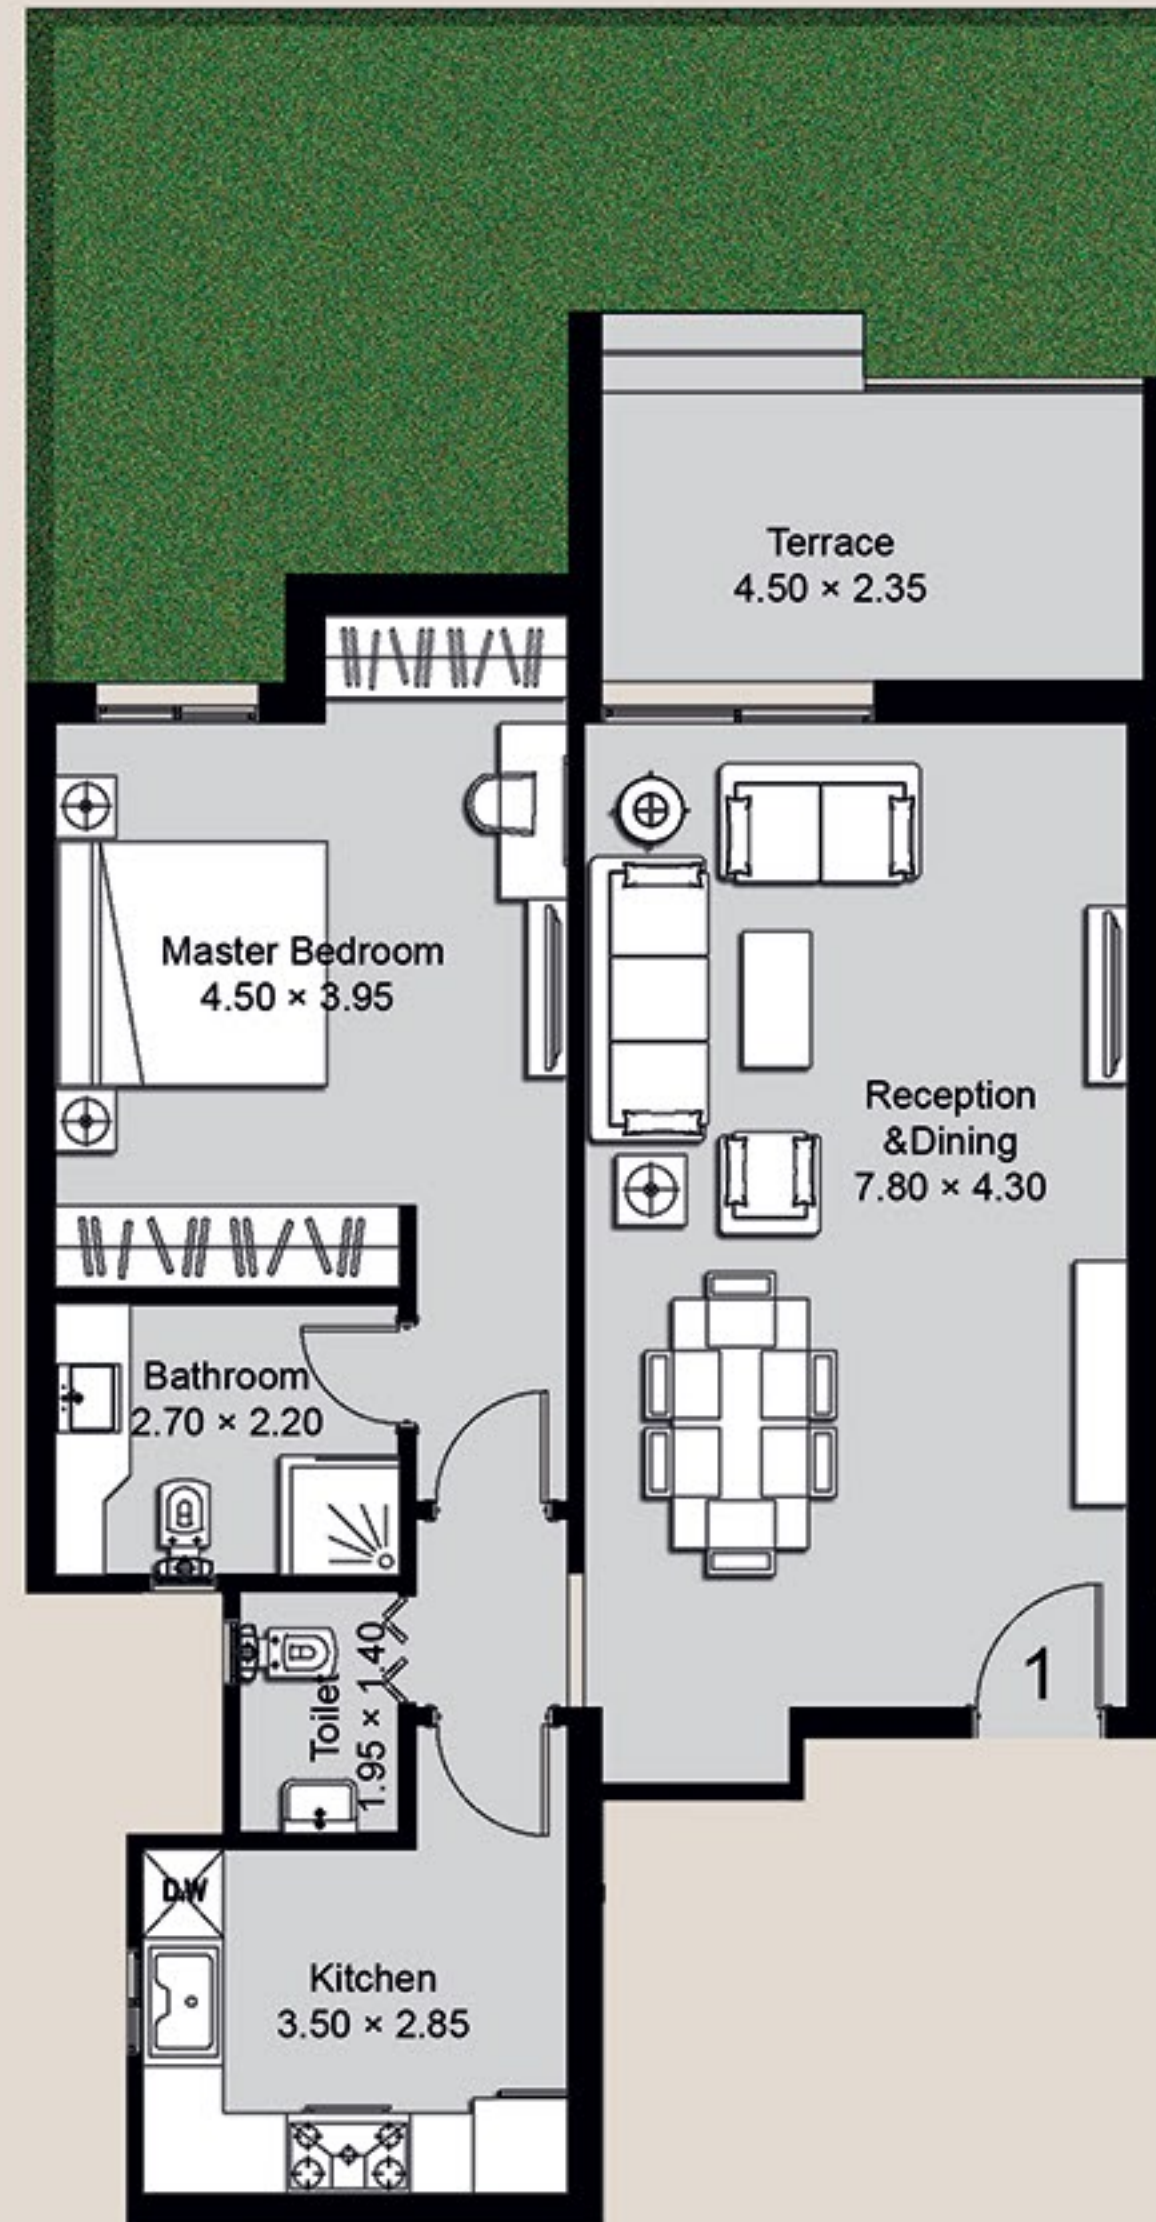 Terrace
4.50 × 2.35
Master Bedroom
4.50 × 3.95
Reception
&Dining
7.80 × 4.30
Bathroom
2.70 × 2.20
1
Toilet
1.95 × 1.40
D.W
Kitchen
3.50 × 2.85